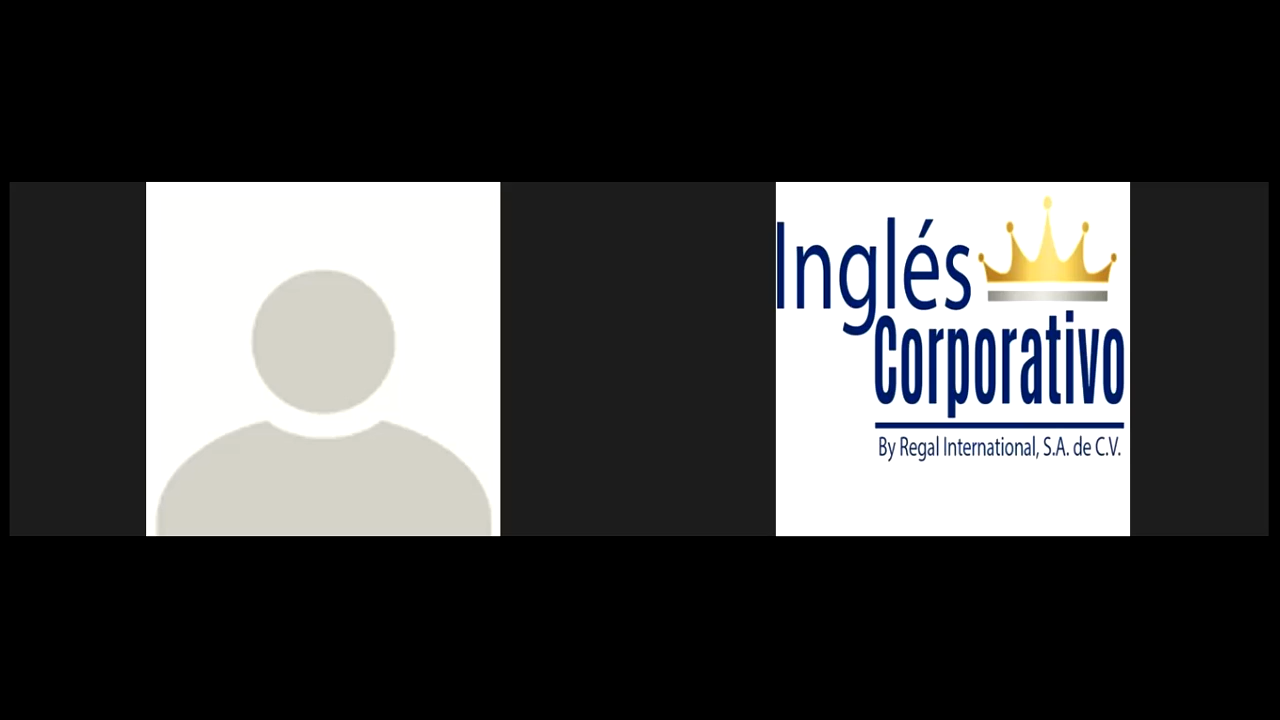 Inglés
Corporativo
By Regal International, S.A. de C.V.